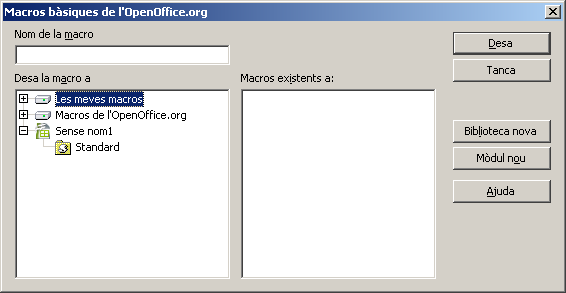 Macros bàsiques de l'OpenOffice.org
Nom de la macro
Desa
Tanca
Desa la macro a
Macros existents a:
Les meves macros
Macros de l'OpenOffice.org
Sense nom1
Standard
Biblioteca nova
Mòdul nou
Ajuda